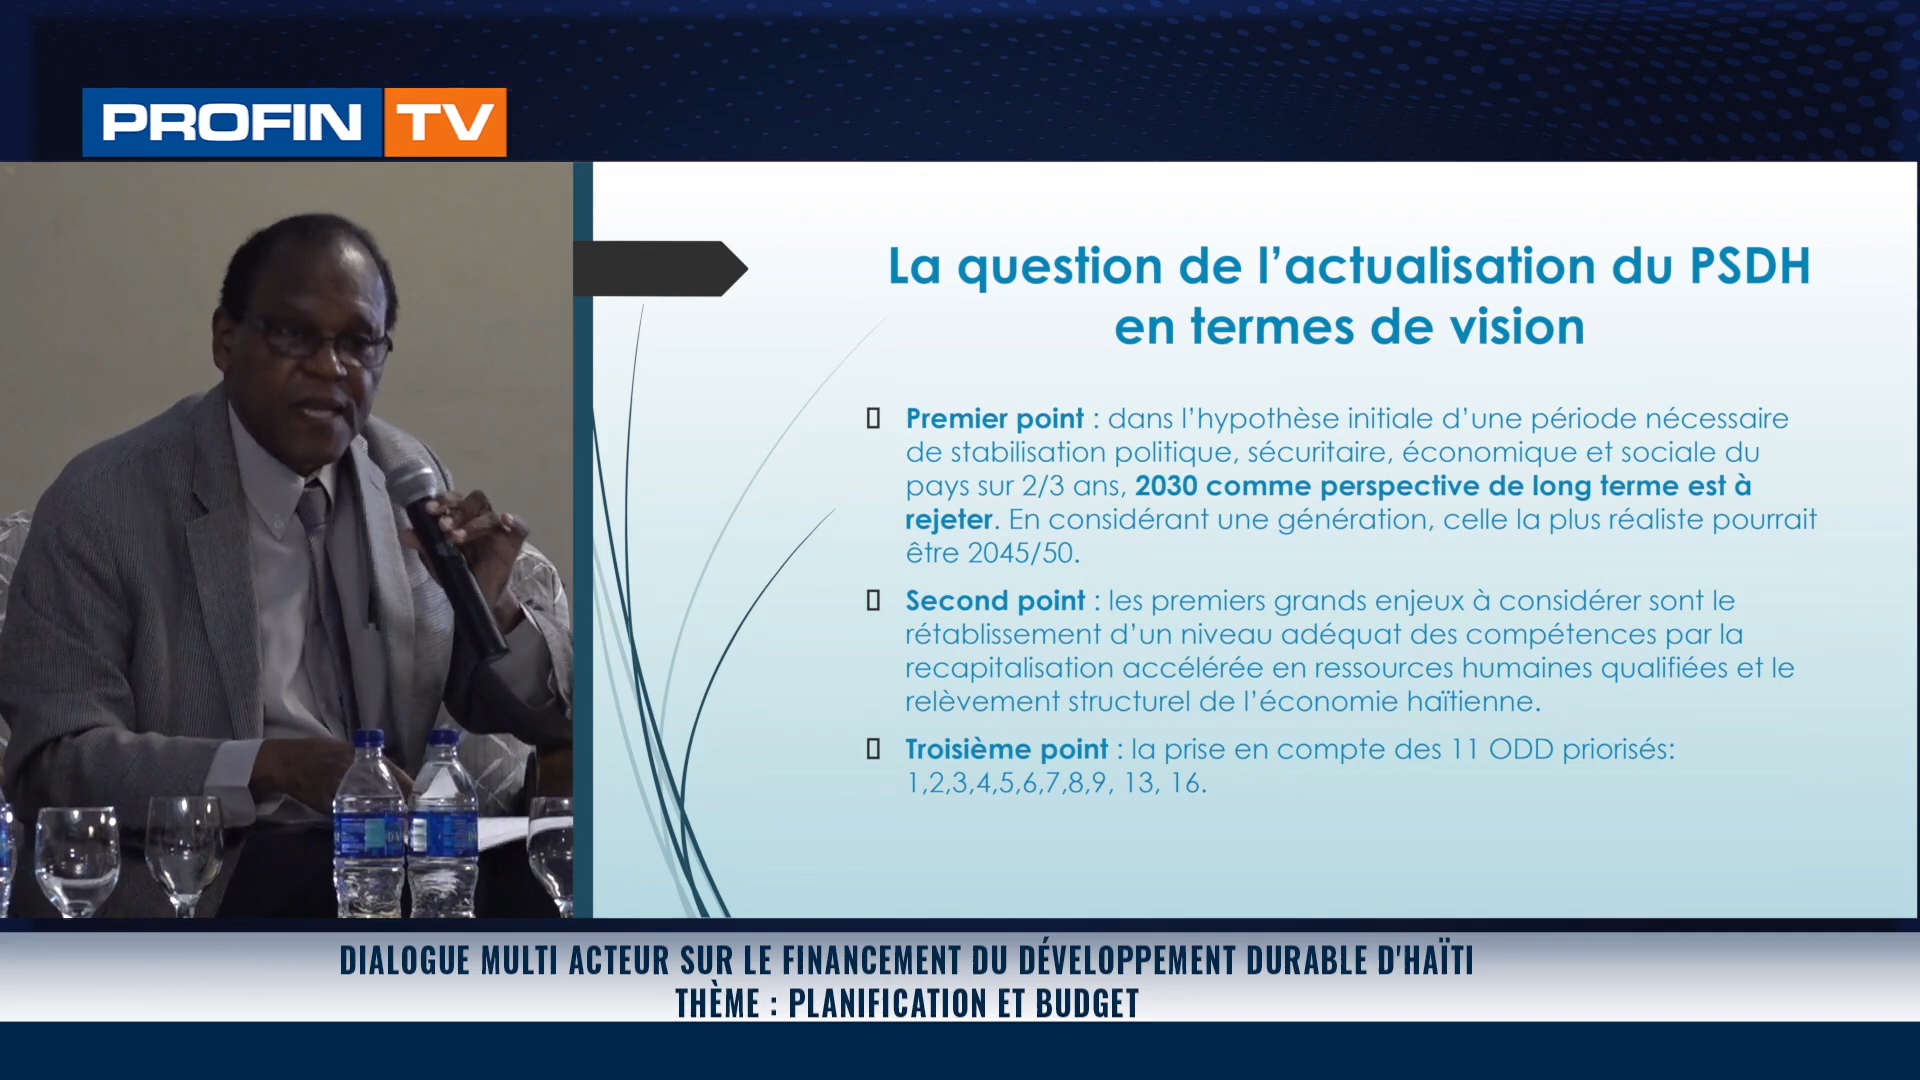 PROFIN TV
La question de l’actualisation du PSDH
en termes de vision
Premier point : dans l’hypothèse initiale d’une période nécessaire
de stabilisation politique, sécuritaire, économique et sociale du
pays sur 2/3 ans, 2030 comme perspective de long terme est à
rejeter. En considérant une génération, celle la plus réaliste pourrait
être 2045/50.
Second point : les premiers grands enjeux à considérer sont le
rétablissement d’un niveau adéquat des compétences par la
recapitalisation accélérée en ressources humaines qualifiées et le
relèvement structurel de l’économie haïtienne.
Troisième point : la prise en compte des 11 ODD priorisés:
1,2,3,4,5,6,7,8,9, 13, 16.
DIALOGUE MULTI ACTEUR SUR LE FINANCEMENT DU DÉVELOPPEMENT DURABLE D'HAÏTI
THÈME : PLANIFICATION ET BUDGET